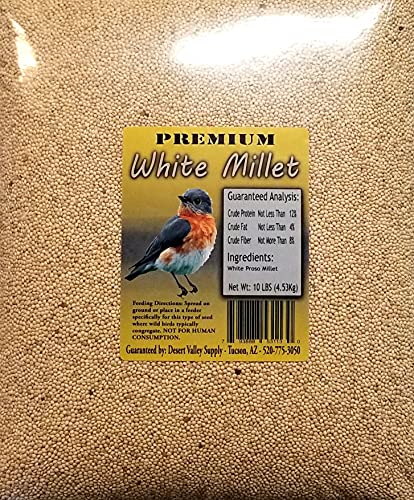 PREMIUM
White Millet
Guaranteed Analysis:
Crude Protein Not Less Than 12%
Crude Fat Not Less Than 4%
Crude Fiber Not More Than 8%
Ingredients:
White Proso Millet
Net Wt: 10 LBS (4.53Kg)
Feeding Directions: Spread on
ground or place in a feeder
specifically for this type of seed
where wild birds typically
congregate. NOT FOR HUMAN
CONSUMPTION.
Guaranteed by: Desert Valley Supply - Tucson, AZ - 520-775-3050